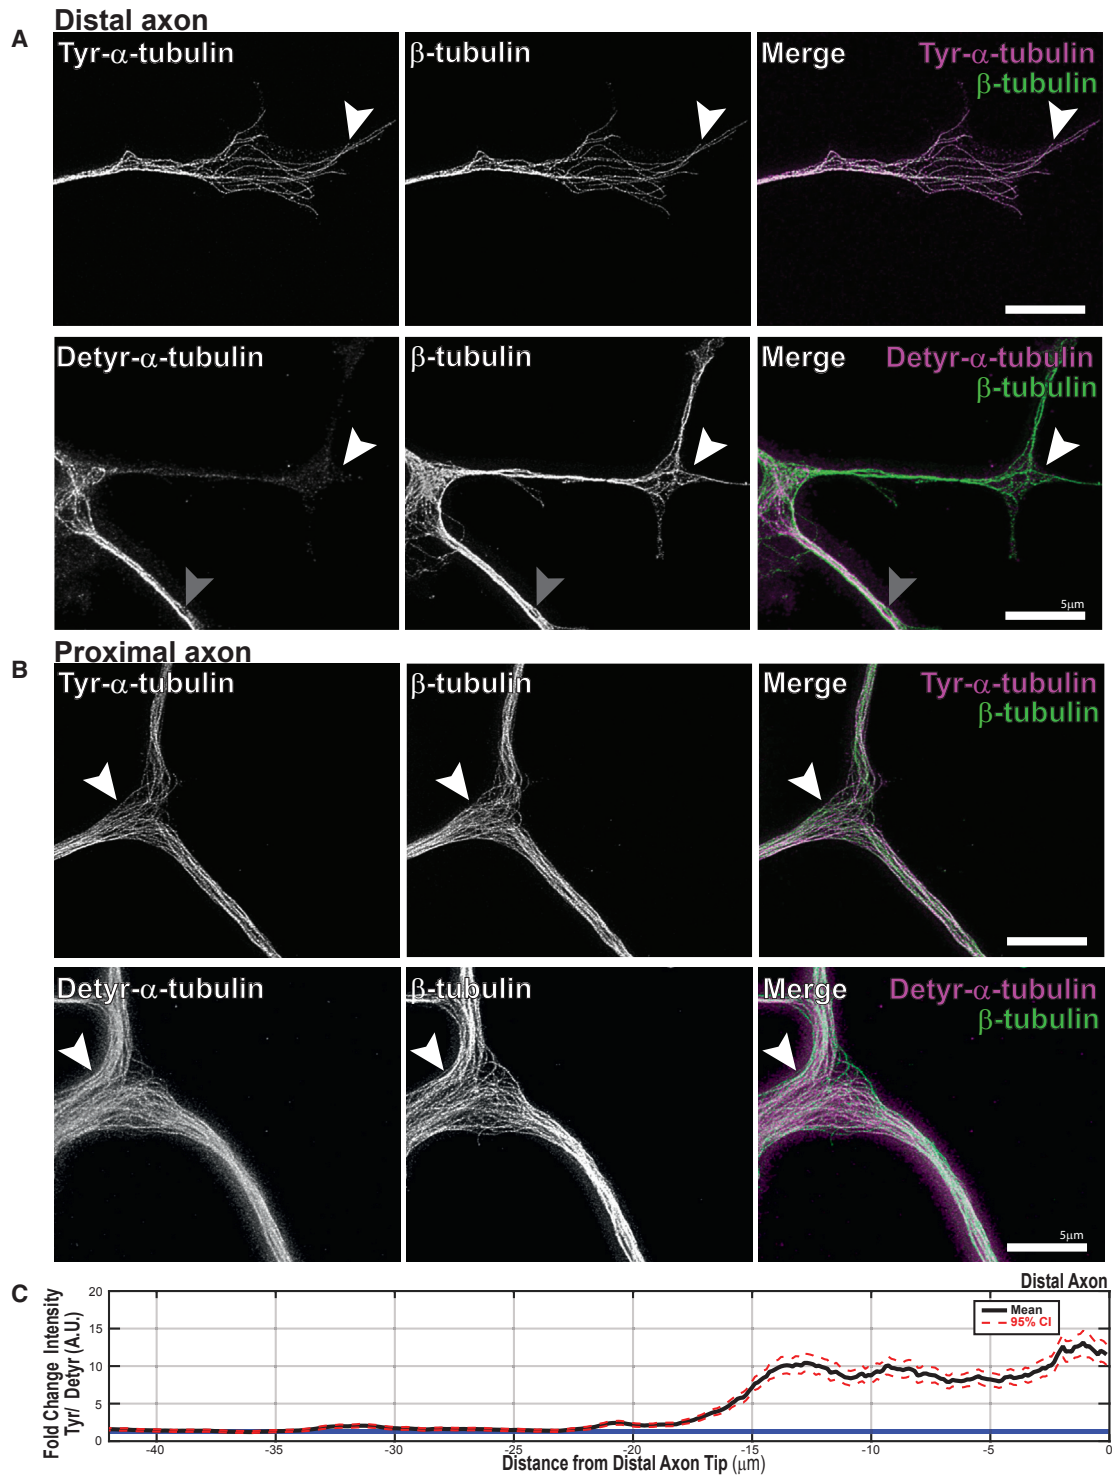 Distal axon
A
Tyr-α-tubulin
β-tubulin
Merge
Tyr-α-tubulin
β-tubulin
Detyr-α-tubulin
β-tubulin
Merge
Detyr-α-tubulin
β-tubulin
5μm
Proximal axon
B
Tyr-α-tubulin
β-tubulin
Merge
Tyr-α-tubulin
β-tubulin
Detyr-α-tubulin
β-tubulin
Merge
Detyr-α-tubulin
β-tubulin
5μm
C
Distal Axon
Fold Change Intensity
Tyr/ Detyr (A.U.)
20
15
10
5
0
Mean
95% CI
-40
-35
-30
-25
-20
-15
-10
-5
0
Distance from Distal Axon Tip (μm)